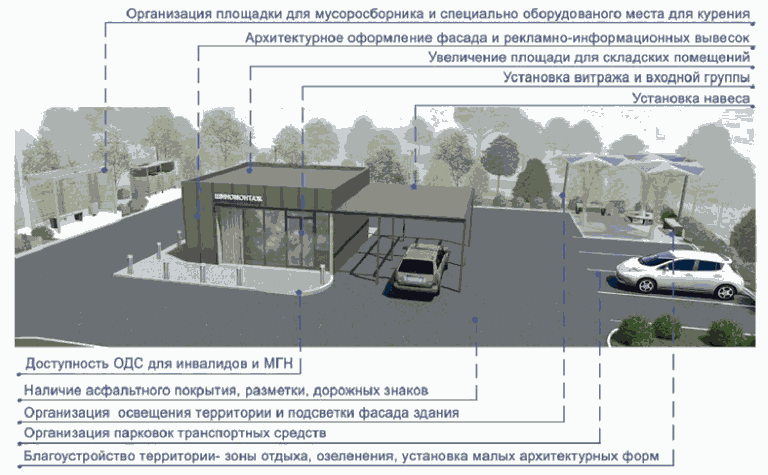 Организация площадки для мусоросборника и специально оборудованого места для курения
Архитектурное оформление фасада и рекламно-информационных вывесок
Увеличение площади для складских помещений
Установка витража и входной группы
Установка навеса
ШИНОМОНТАЖ
Доступность ОДС для инвалидов и МГН
Наличие асфальтного покрытия, разметки, дорожных знаков
Организация освещения территории и подсветки фасада здания
Организация парковок транспортных средств
Благоустройство территории- зоны отдыха, озеленения, установка малых архитектурных форм